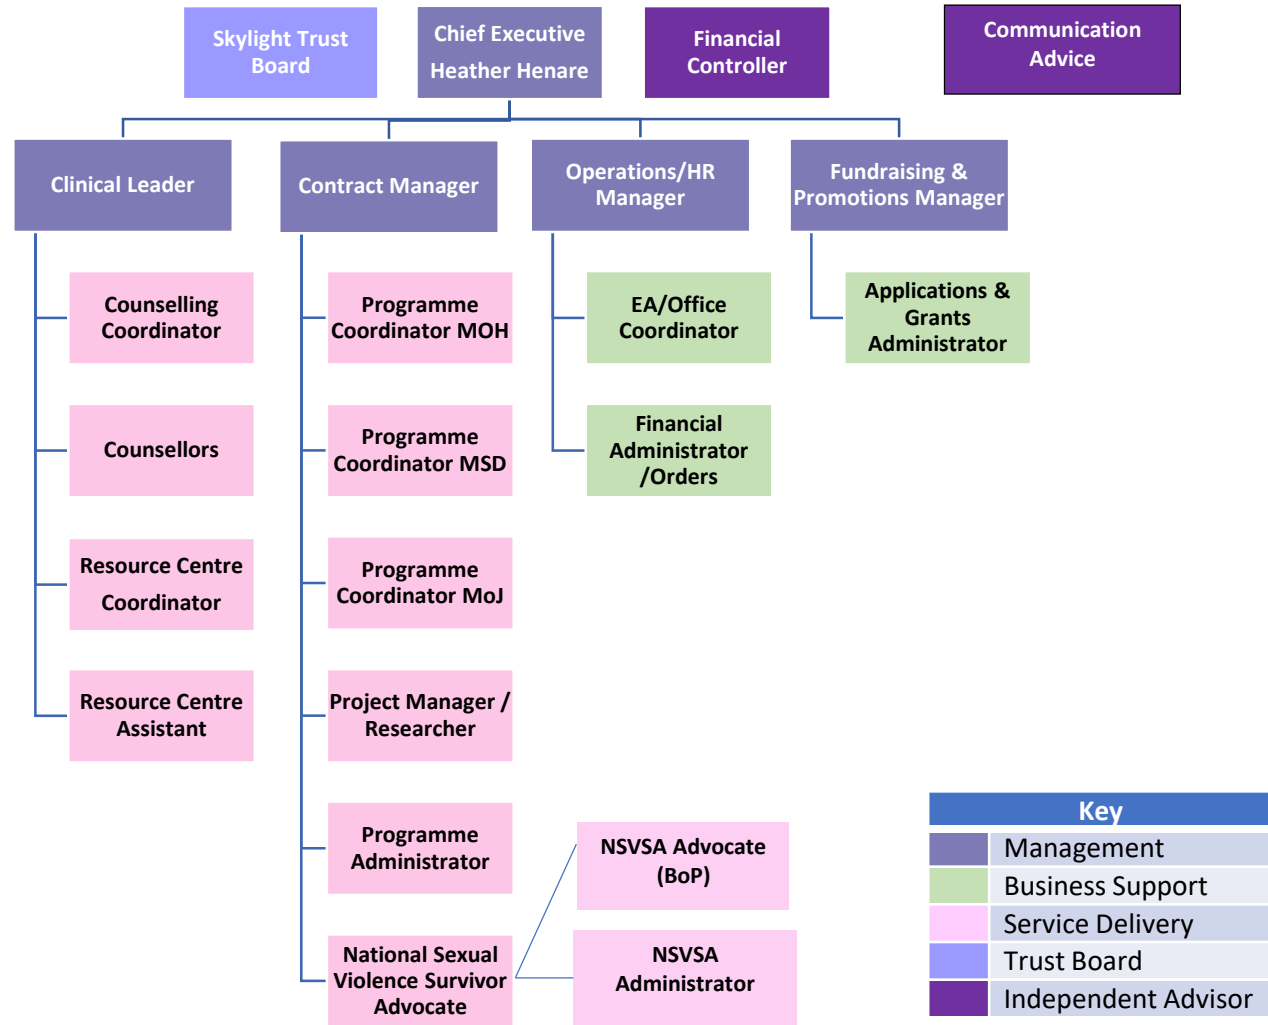 Skylight Trust
Board
Chief Executive
Heather Henare
Financial
Controller
Communication
Advice
Clinical Leader
Contract Manager
Operations/HR
Manager
Fundraising &
Promotions Manager
Counselling
Coordinator
Programme
Coordinator MOH
EA/Office
Coordinator
Applications &
Grants
Administrator
Counsellors
Programme
Coordinator MSD
Financial
Administrator
/Orders
Resource Centre
Coordinator
Programme
Coordinator MoJ
Resource Centre
Assistant
Project Manager /
Researcher
Programme
Administrator
NSVSA Advocate
(BoP)
National Sexual
Violence Survivor
Advocate
NSVSA
Administrator
Key
Management
Business Support
Service Delivery
Trust Board
Independent Advisor